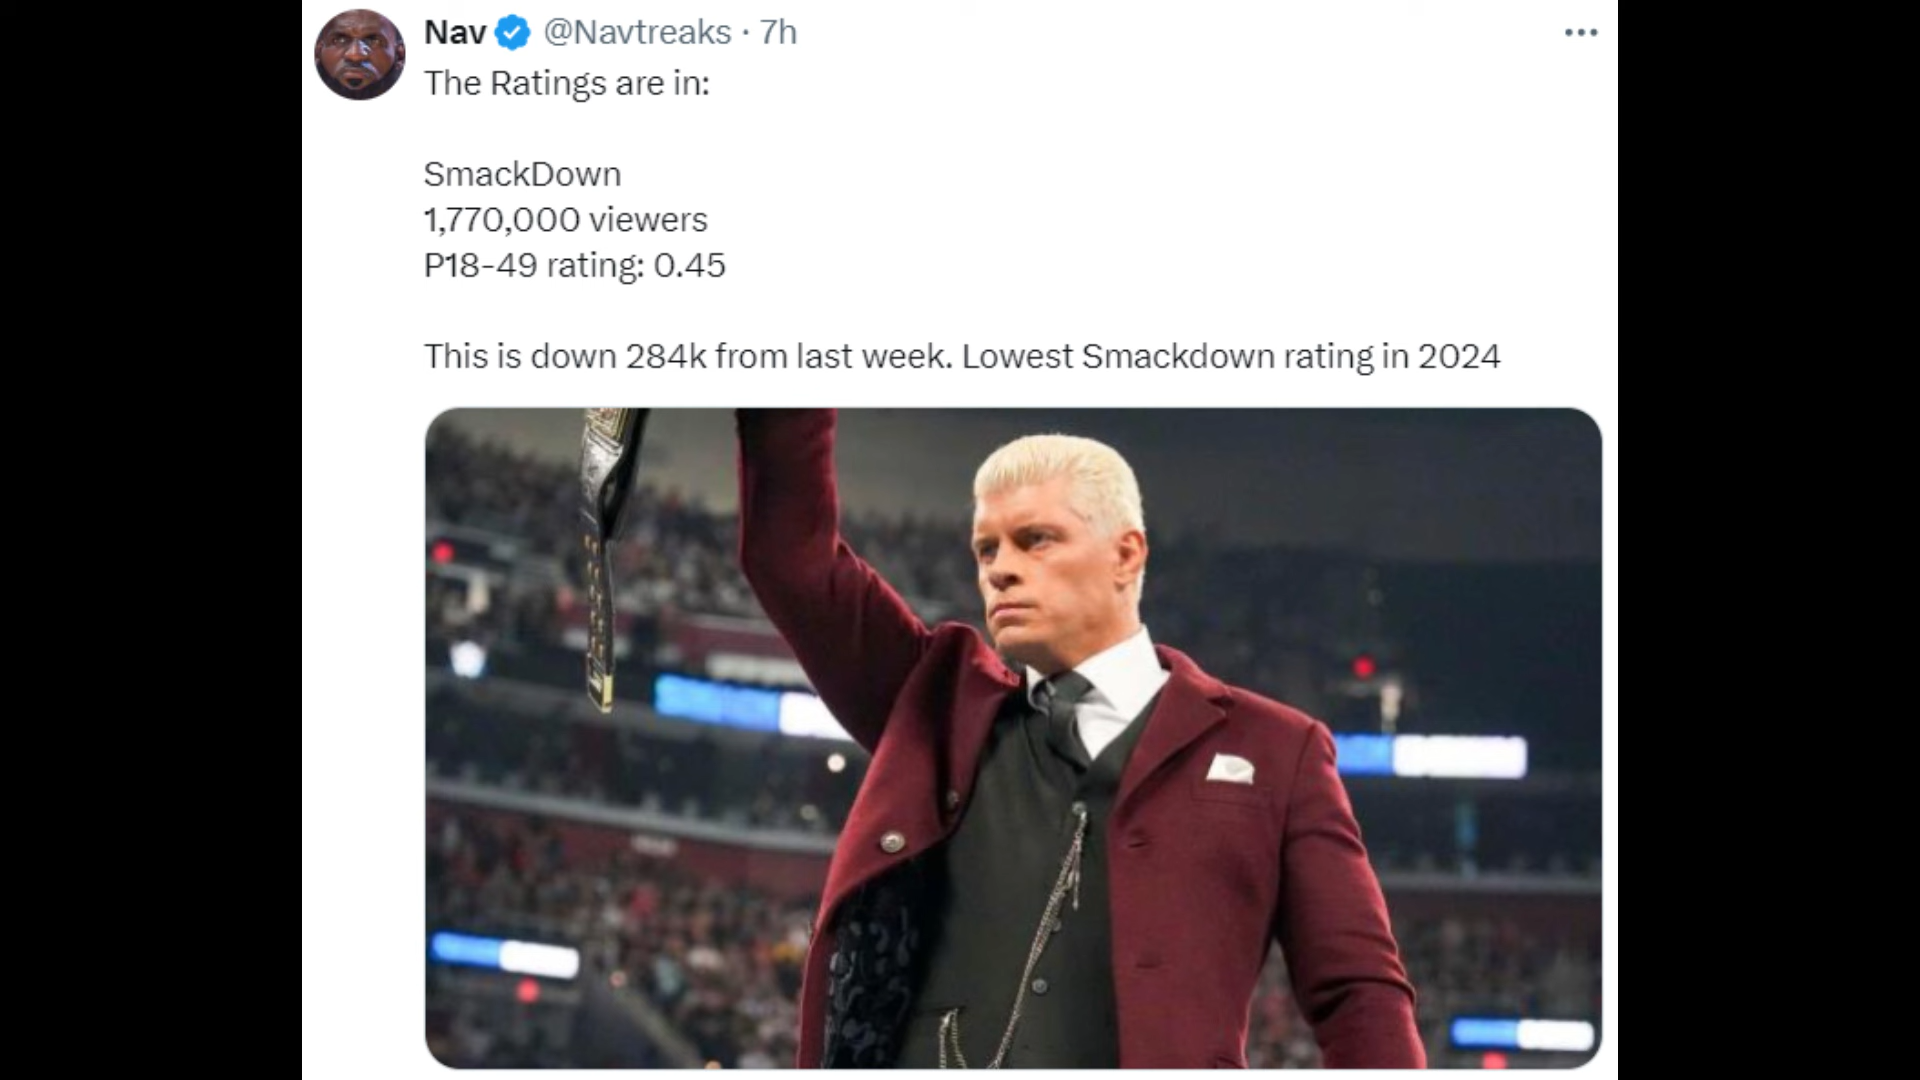 Nav @Navtreaks · 7h
The Ratings are in:
SmackDown
1,770,000 viewers
P18-49 rating: 0.45
This is down 284k from last week. Lowest Smackdown rating in 2024